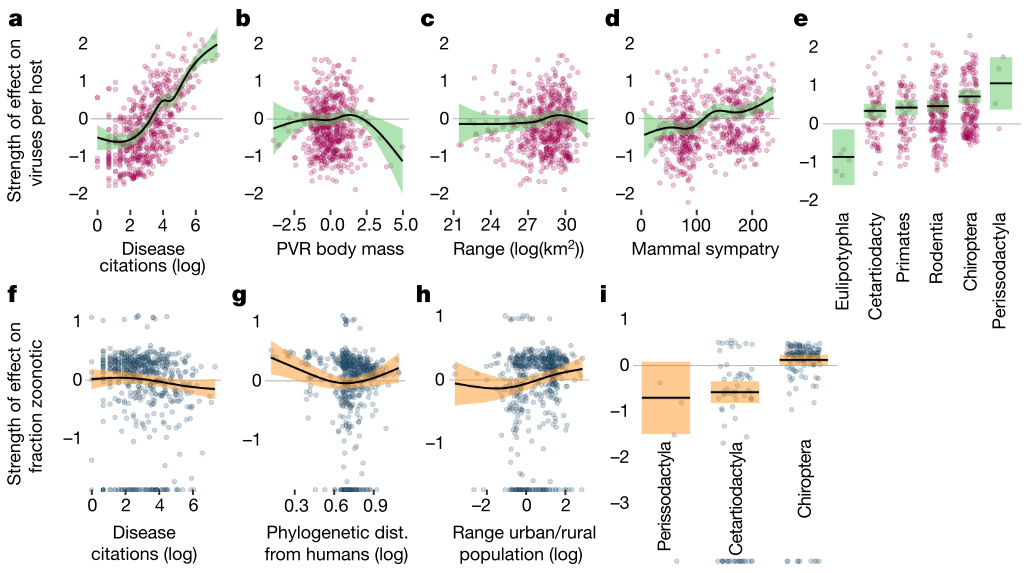 a
b
c
d
e
Strength of effect on
viruses per host
2
1
0
−1
−2
0 2 4 6
Disease
citations (log)
2
1
0
−1
−2
−2.5 0.0 2.5 5.0
PVR body mass
2
1
0
−1
−2
21 24 27 30
Range (log(km²))
2
1
0
−1
−2
0 100 200
Mammal sympatry
2
1
0
−1
−2
Eulipotyphla
Cetartiodacty
Primates
Rodentia
Chiroptera
Perissodactyla
f
g
h
i
Strength of effect on
fraction zoonotic
1
0
−1
0 2 4 6
Disease
citations (log)
1
0
−1
0.3 0.6 0.9
Phylogenetic dist.
from humans (log)
1
0
−1
−2 0 2
Range urban/rural
population (log)
1
0
−1
−2
−3
Perissodactyla
Cetartiodactyla
Chiroptera